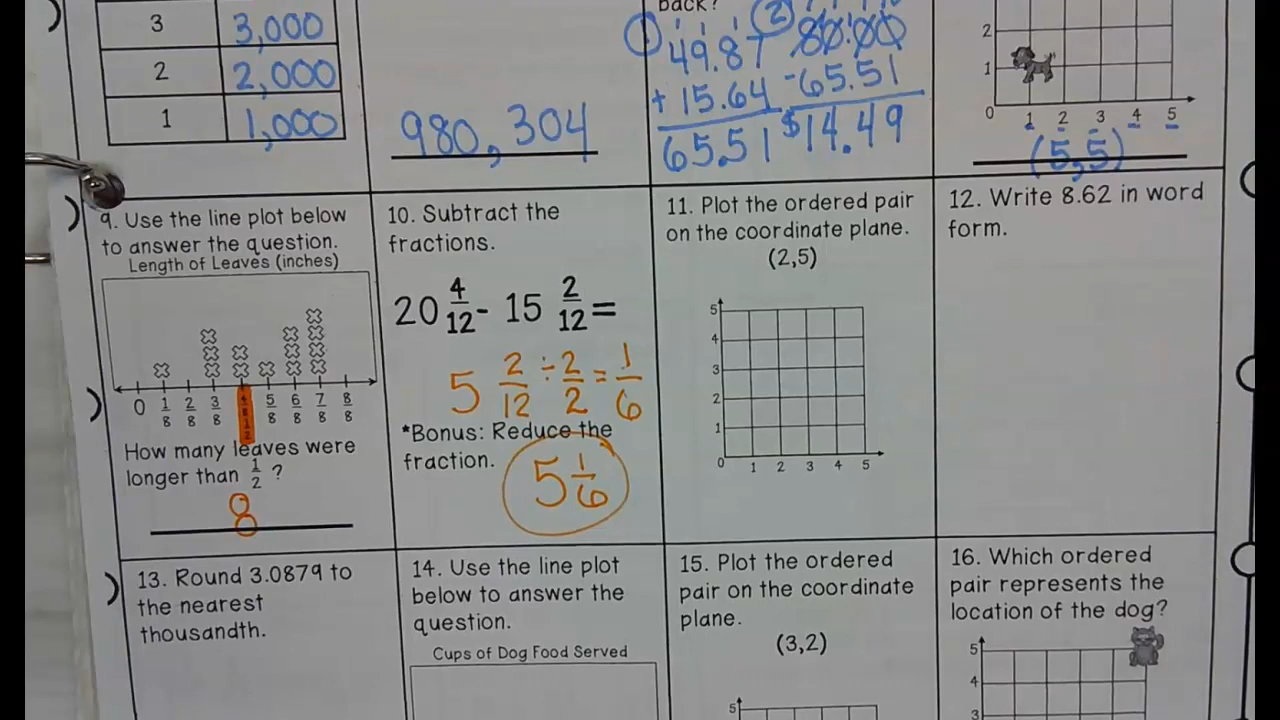 3 3,000
2 2,000
1 1,000
980,304
back?
1
49.87
+ 15.64
65.51
2
80.00
- 65.51
$14.49
2
1
0
1 2 3 4 5
(5,5)
9. Use the line plot below
to answer the question.
Length of Leaves (inches)
0 1/8 2/8 3/8 4/8 1/2 5/8 6/8 7/8 8/8
How many leaves were
longer than 1/2 ?
8
10. Subtract the
fractions.
20 4/12 - 15 2/12 =
5 2/12 ÷ 2/2 = 1/6
*Bonus: Reduce the
fraction.
5 1/6
11. Plot the ordered pair
on the coordinate plane.
(2,5)
5
4
3
2
1
0
1 2 3 4 5
12. Write 8.62 in word
form.
13. Round 3.0879 to
the nearest
thousandth.
14. Use the line plot
below to answer the
question.
Cups of Dog Food Served
15. Plot the ordered
pair on the coordinate
plane.
(3,2)
5
16. Which ordered
pair represents the
location of the dog?
5
4
3